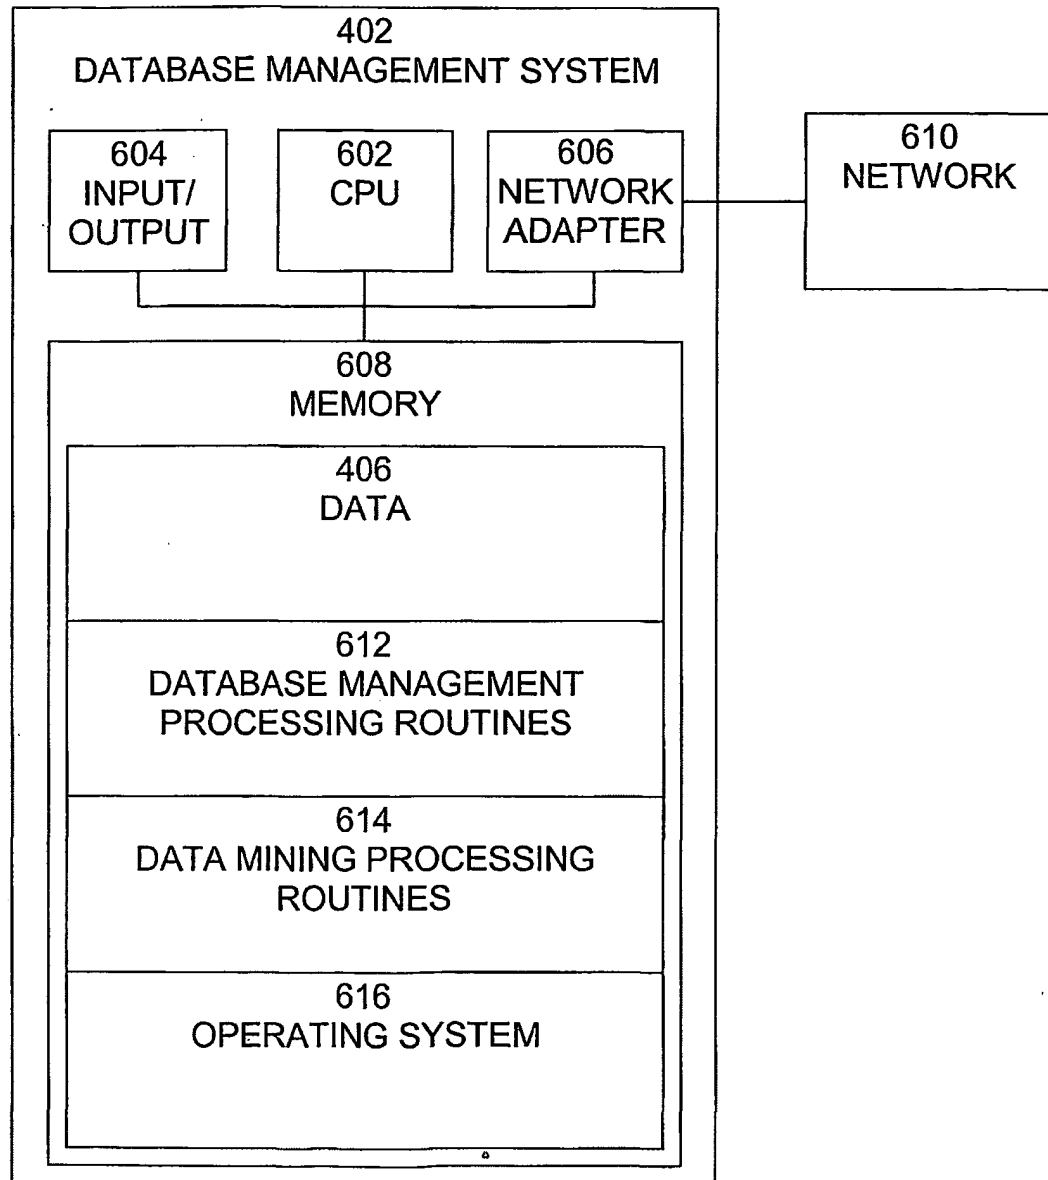 402
DATABASE MANAGEMENT SYSTEM
604
INPUT/
OUTPUT
602
CPU
606
NETWORK
ADAPTER
610
NETWORK
608
MEMORY
406
DATA
612
DATABASE MANAGEMENT
PROCESSING ROUTINES
614
DATA MINING PROCESSING
ROUTINES
616
OPERATING SYSTEM